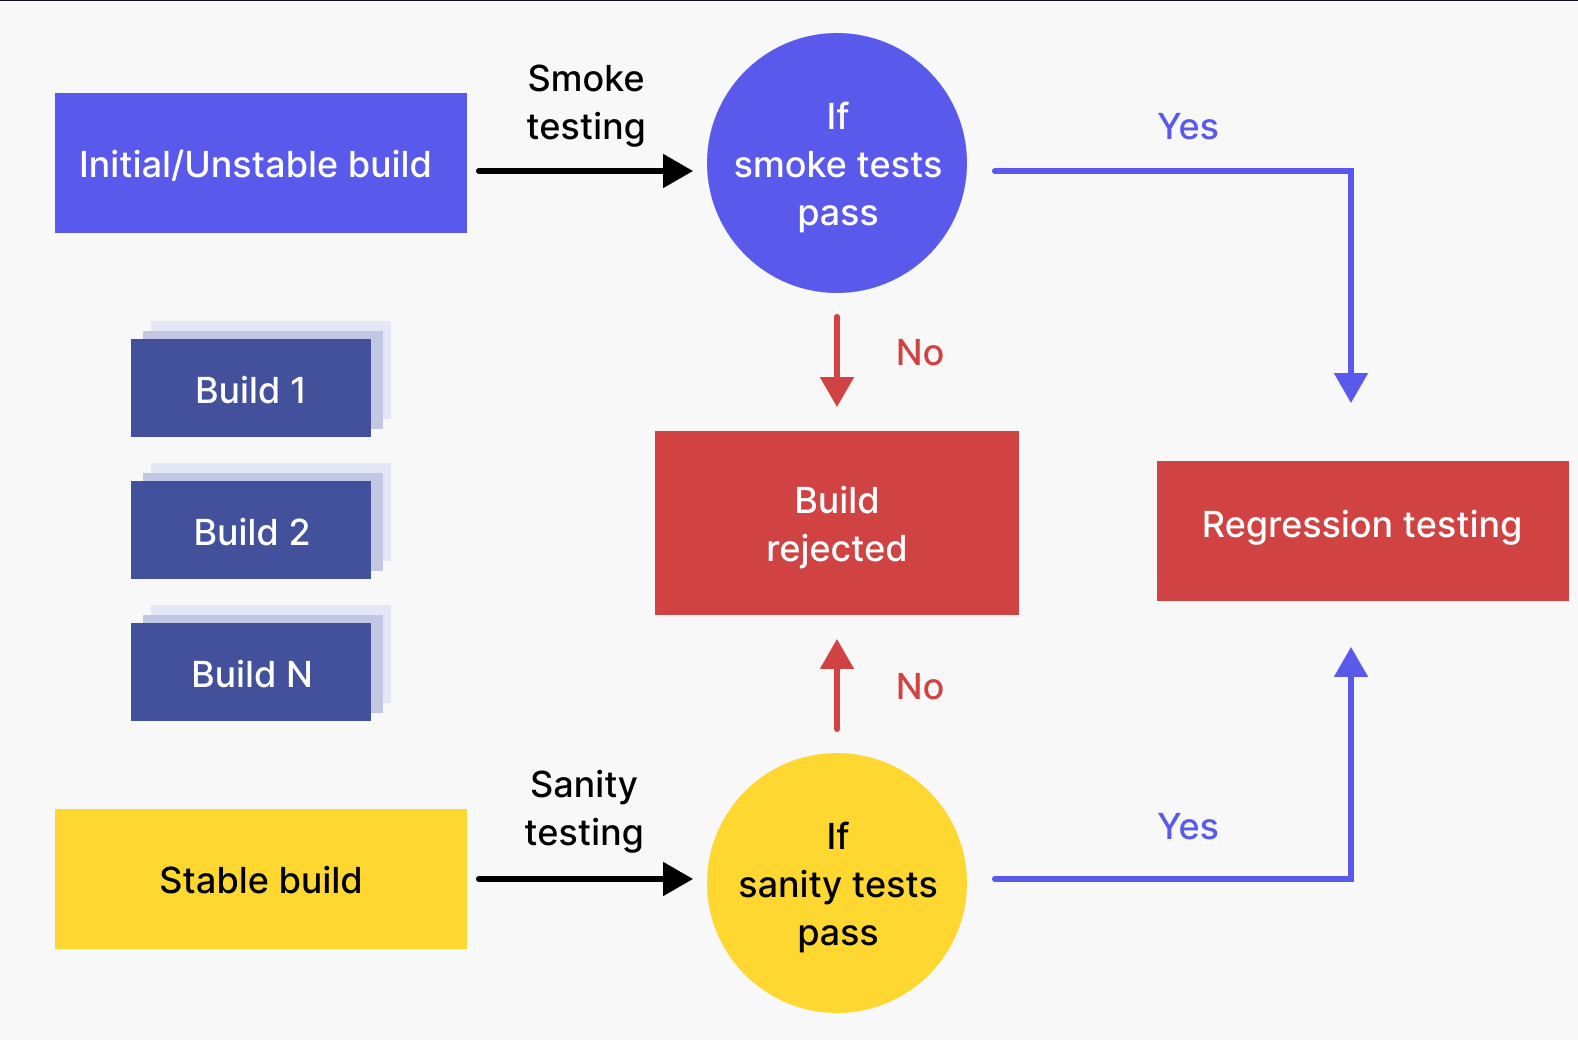 Smoke
testing
Initial/Unstable build
If
smoke tests
pass
Yes
No
Build 1
Build 2
Build N
Build
rejected
Regression testing
No
Sanity
testing
Stable build
If
sanity tests
pass
Yes